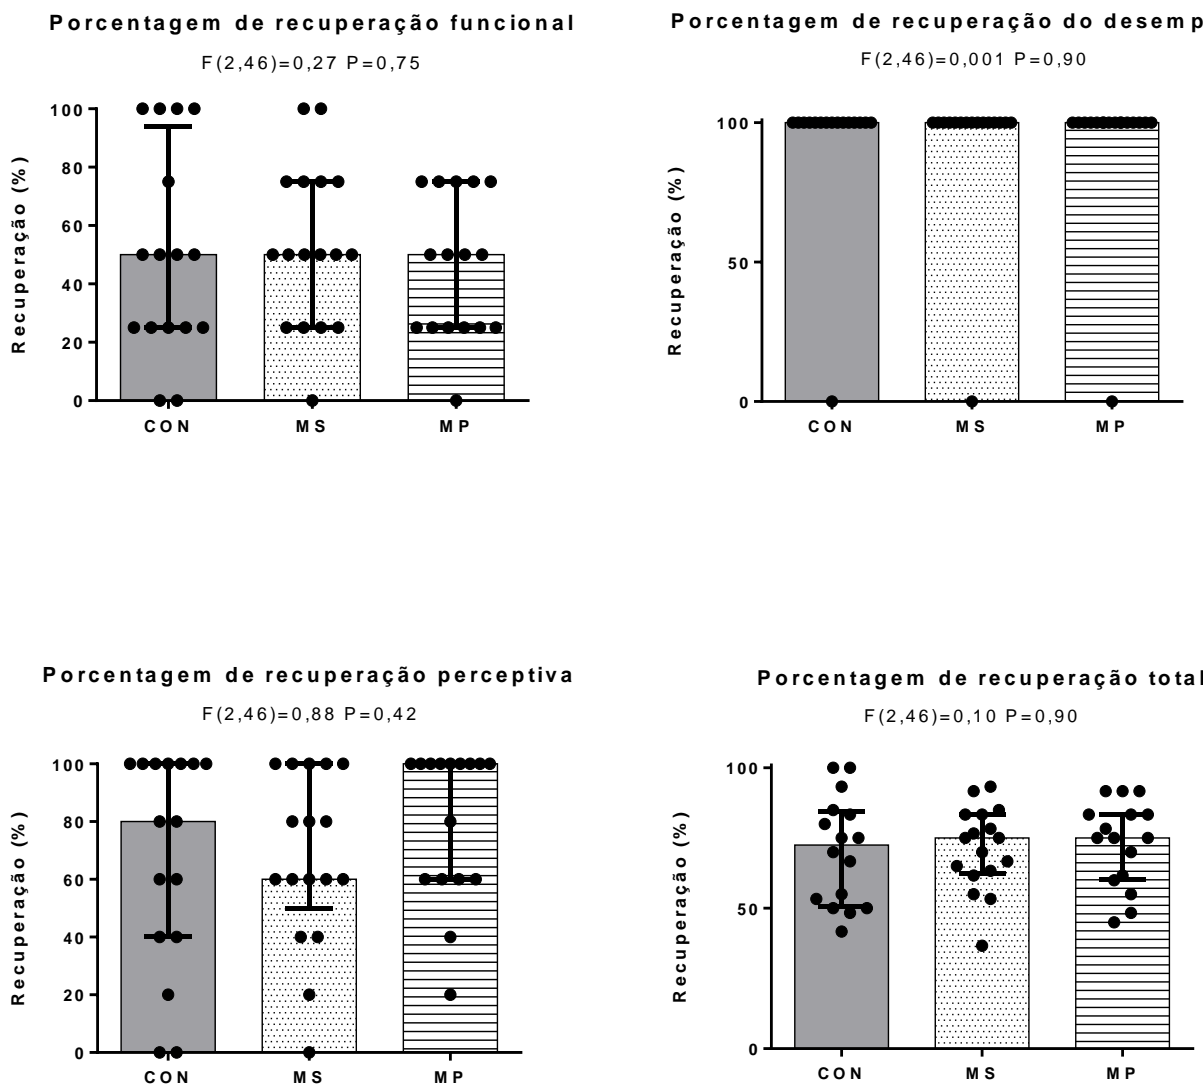 Porcentagem de recuperação funcional
F(2,46)=0,27 P=0,75
Recuperação (%)
100
80
60
40
20
0
CON MS MP
Porcentagem de recuperação do desemp
F(2,46)=0,001 P=0,90
Recuperação (%)
100
50
0
CON MS MP
Porcentagem de recuperação perceptiva
F(2,46)=0,88 P=0,42
Recuperação (%)
100
80
60
40
20
0
CON MS MP
Porcentagem de recuperação total
F(2,46)=0,10 P=0,90
Recuperação (%)
100
50
0
CON MS MP